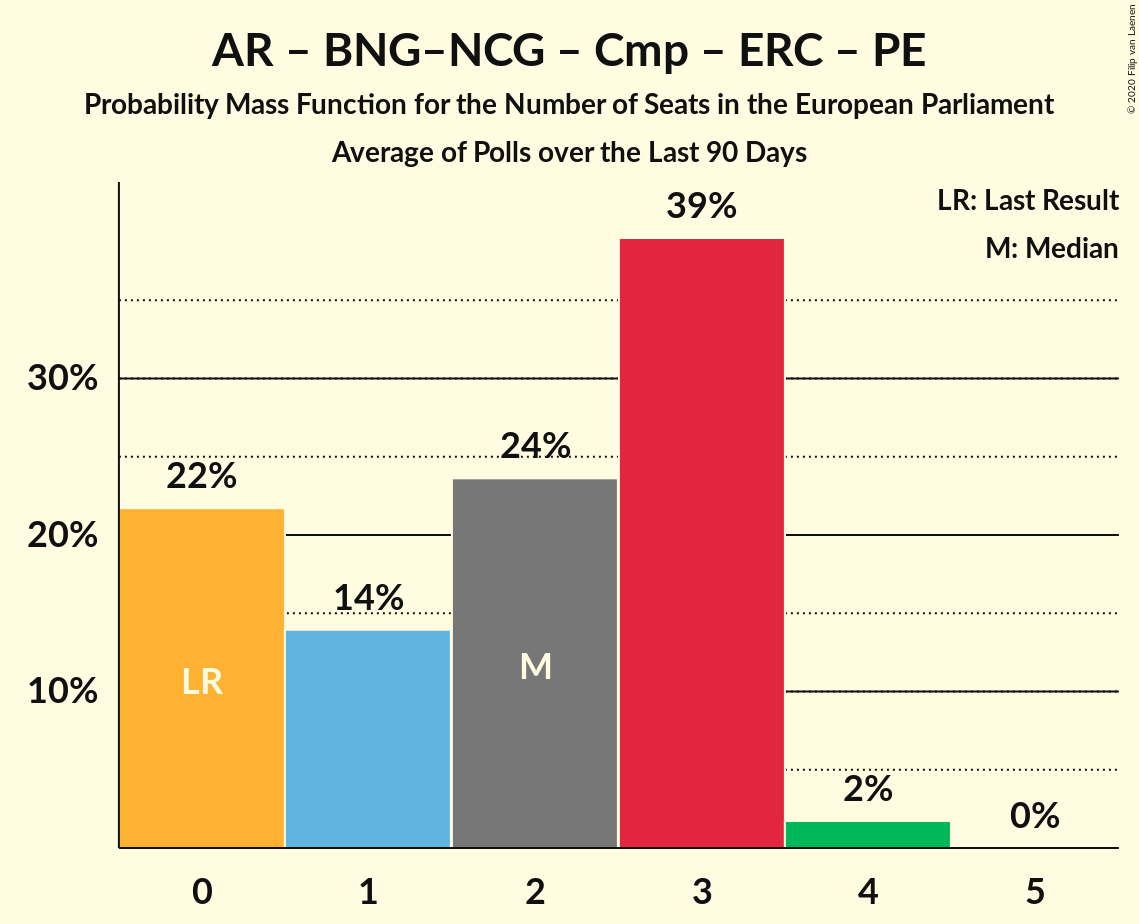 AR – BNG–NCG – Cmp – ERC – PE
Probability Mass Function for the Number of Seats in the European Parliament
Average of Polls over the Last 90 Days
© 2020 Filip van Laenen
LR: Last Result
M: Median
39%
30%
24%
22%
20%
14%
LR
M
10%
2%
0%
0 1 2 3 4 5